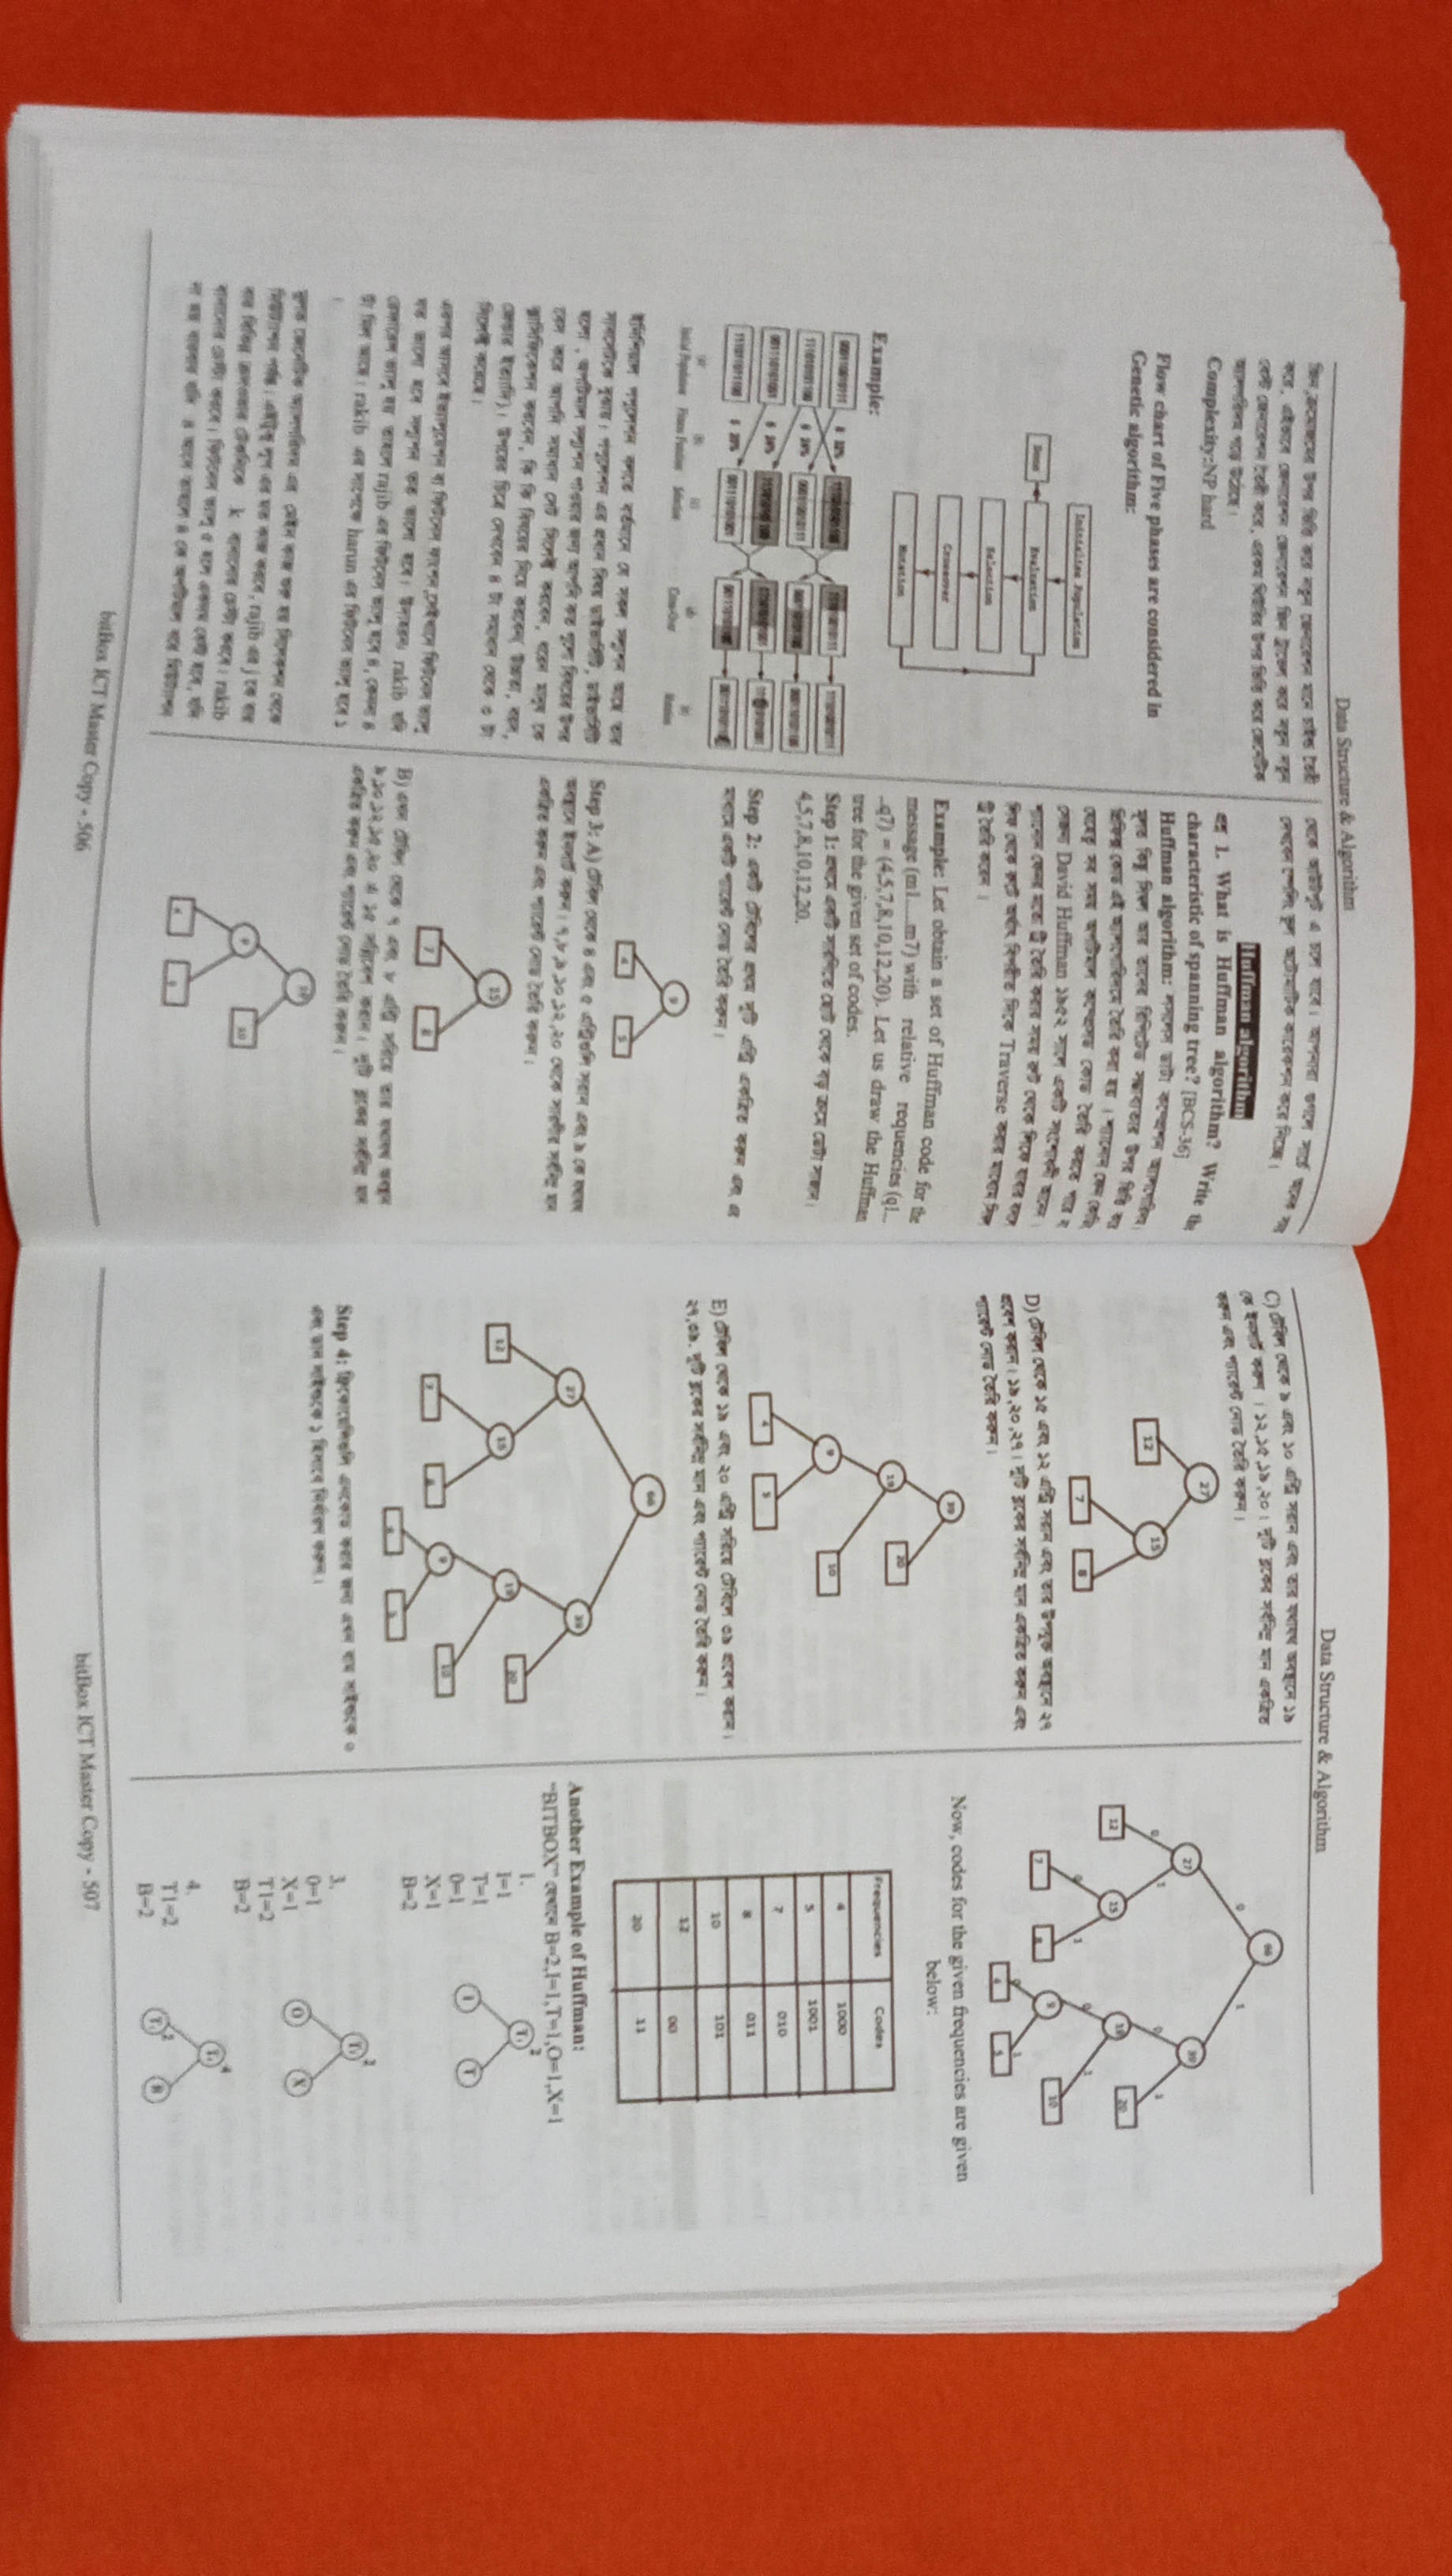 Data Structure & Algorithm
জিন,ক্রমোজমের উপর ভিত্তি করে নতুন জেনারেশন মানে চাইল্ড তৈরী
করে, এইভাবে জেনারেশন জেনারেশন জিন ট্রাভেল করে নতুন নতুন
বেস্ট জেনারেশন তৈরী করে, এরকম থিউরির উপর ভিত্তি করে জেনেটিক
অ্যালগরিদম গড়ে উঠেছে।
Complexity:NP hard
Flow chart of Five phases are considered in
Genetic algorithm:
Initialize Population
Done
Evaluation
Selection
Crossover
Mutation
Example:
Initial Population Fitness Function Selection Cross-Over Mutation
ইনিশিয়াল পপুলেশন বলতে বর্তমানে যে সকল সল্যুশন আছে তার
সাবসেটকে বুঝায়। পপুলেশন এর প্রধান বিষয় ডাইভার্সিটি, ডাইভার্সিটি
হলো , অপটিমাল সল্যুশন পাওয়ার জন্য আপনি কত গুলো বিষয়ের উপর
বেস করে আপনি সমাধান সেট সিলেক্ট করবেন, ধরেন মানুষ কে
ক্লাসিফিকেশন করবেন, কি কি বিষয়ের নিয়ে করবেন( উচ্চতা, বয়স,
জেন্ডার ইত্যাদি)। উপরের চিত্রে দেখবেন ৪ টা সমাধান থেকে ৩ টা
সিলেক্ট করেছে।
এরপর আসবে ইভ্যালুয়েশন বা ফিটনেস ফাংশন,সেইখানে ফিটনেস ভ্যালু
যত ভালো হবে সল্যুশন তত ভালো হবে। উদাহরন: rakib যদি
রেফারেন্স ভ্যালু হয় তাহলে rajib এর ফিটনেস ভ্যালু হবে ৪, কেননা ৪
টা মিল আছে। rakib এর সাপেক্ষে harun এর ফিটনেস ভ্যালু হবে ১
।
মূলত জেনেটিক অ্যালগরিদম এর মেইন কাজ শুরু হয় সিলেকশন থেকে
মিউট্যাশন পর্যন্ত। এইটুকু লুপ এর মত কাজ করবে, rajib এর j কে বার
বার বিভিন্ন ক্রসওভার টেকনিকে k বানানোর চেস্টা করবে। rakib
বানানোর চেস্টা করবে। ফিটনেস ভ্যালু ৫ হলে একদম বেস্ট হবে, যদি
না হয় বারবার যদি ৪ আসে তাহলে ৪ কে অপটিমাল ধরে মিউট্যাশন
থেকে আউটপুট এ চলে যাবে। আপনারা গুগলে সার্চে অনেক সময়
দেখবেন স্পেলিং ভুল অটোমাটিক কারেকশন করে নিচ্ছে।
Huffman algorithm
প্রশ্ন 1. What is Huffman algorithm? Write the
characteristic of spanning tree? [BCS-36]
Huffman algorithm: লসলেস ডাটা কম্প্রেশন অ্যালগোরিদম।
মূলত কিছু সিম্বল আর তাদের রিপিটেড সম্ভাব্যতার উপর ভিত্তি করে
প্রিফিক্স কোড এই অ্যালগোরিদমে তৈরি করা হয় । শ্যানোন ফেন কোডিং
যেহেতু সব সময় অপটিমাল কম্প্রেসড কোড তৈরি করতে পারে না
সেজন্য David Huffman ১৯৫২ সালে একটি সংশোধনী আনেন।
শ্যানোন ফেনর মতো ট্রি তৈরি করার সময় রুট থেকে লিফে যাবার বদলে
লিফ থেকে রুটে অর্থাৎ বিপরীত দিকে Traverse করার মাধ্যমে সিম্বল
ট্রি তৈরি করেন ।
Example: Let obtain a set of Huffman code for the
message (m1.....m7) with relative requencies (q1...
..q7) = (4,5,7,8,10,12,20). Let us draw the Huffman
tree for the given set of codes.
Step 1: প্রথমে একটি সারণিতে ছোট থেকে বড় ক্রমে ডেটা সাজান।
4,5,7,8,10,12,20.
Step 2: একটি টেবিলের প্রথম দুটি এন্ট্রি একত্রিত করুন এবং এর
মাধ্যমে একটি প্যারেন্ট নোড তৈরি করুন।
9
4 5
Step 3: A) টেবিল থেকে ৪ এবং ৫ এন্ট্রিগুলি সরান এবং ৯ কে যথাযথ
অবস্থানে ইনসার্ট করুন। ৭,৮,৯,১০,১২,২০ থেকে সারণীর সর্বনিম্ন মান
একত্রিত করুন এবং প্যারেন্ট নোড তৈরি করুন।
15
7 8
B) এখন টেবিল থেকে ৭ এবং ৮ এন্ট্রি সরিয়ে তার যথাযথ অবস্থান
৯,১০,১২,১৫,২০ এ ১৫ সন্নিবেশ করান। দুটি ব্লকের সর্বনিম্ন মান
একত্রিত করুন এবং প্যারেন্ট নোড তৈরি করুন।
19
9 10
4 5
bitBox ICT Master Copy - 506
Data Structure & Algorithm
C) টেবিল থেকে ৯ এবং ১০ এন্ট্রি সরান এবং তার যথাযথ অবস্থানে ১৯
কে ইনসার্ট করুন । ১২,১৫,১৯,২০। দুটি ব্লকের সর্বনিম্ন মান একত্রিত
করুন এবং প্যারেন্ট নোড তৈরি করুন।
27
12 15
7 8
D) টেবিল থেকে ১৫ এবং ১২ এন্ট্রি সরান এবং তার উপযুক্ত অবস্থানে ২৭
প্রবেশ করান। ১৯,২০,২৭। দুটি ব্লকের সর্বনিম্ন মান একত্রিত করুন এবং
প্যারেন্ট নোড তৈরি করুন।
39
19 20
9 10
4 5
E) টেবিল থেকে ১৯ এবং ২০ এন্ট্রি সরিয়ে টেবিলে ৩৯ প্রবেশ করান।
২৭,৩৯. দুটি ব্লকের সর্বনিম্ন মান এবং প্যারেন্ট নোড তৈরি করুন।
66
27 39
12 15 19 20
7 8 9 10
4 5
Step 4: ফ্রিকোয়েন্সিগুলি এনকোড করার জন্য এখন বাম সাইডকে ০
এবং ডান সাইডকে ১ হিসাবে নির্ধারণ করুন।
66
0 1
27 39
0 1 0 1
12 15 19 20
0 1 0 1
7 8 9 10
0 1
4 5
Now, codes for the given frequencies are given
below:
Frequencies Codes
4 1000
5 1001
7 010
8 011
10 101
12 00
20 11
Another Example of Huffman:
“BITBOX” যেখানে B=2,I=1,T=1,O=1,X=1
1.
I=1
T=1
0=1
X=1
B=2
T1 2
I T
3.
0=1
X=1
T1=2
B=2
2
O X
4.
T1=2
B=2
4
2 B
bitBox ICT Master Copy - 507